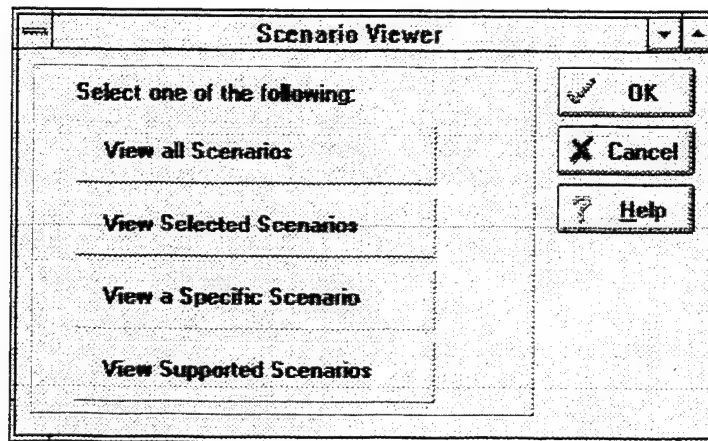 Scenario Viewer
Select one of the following:
View all Scenarios
View Selected Scenarios
View a Specific Scenario
View Supported Scenarios
OK
Cancel
Help